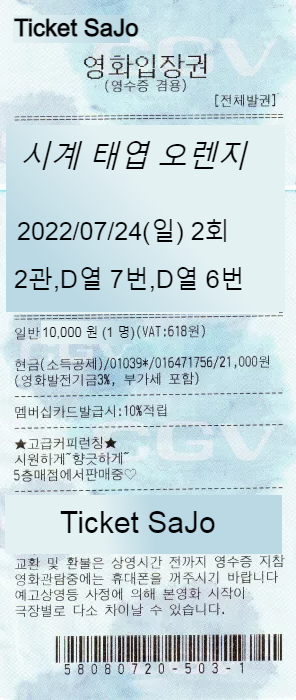 Ticket SaJo
영화입장권
(영수증 겸용)
[전체발권]
시계 태엽 오렌지
2022/07/24(일) 2회
2관,D열 7번,D열 6번
일반 10,000 원 (1 명)(VAT:618원)
현금(소득공제)/01039*/016471756/21,000원
(영화발전기금3%, 부가세 포함)
멤버십카드발급시:10%적립
★고급커피런칭★
시원하게~향긋하게~
5층매점에서판매중♡
Ticket SaJo
교환 및 환불은 상영시간 전까지 영수증 지참
영화관람중에는 휴대폰을 꺼주시기 바랍니다
예고상영등 사정에 의해 본영화 시작이
극장별로 다소 차이날 수 있습니다.
58080720-503-1